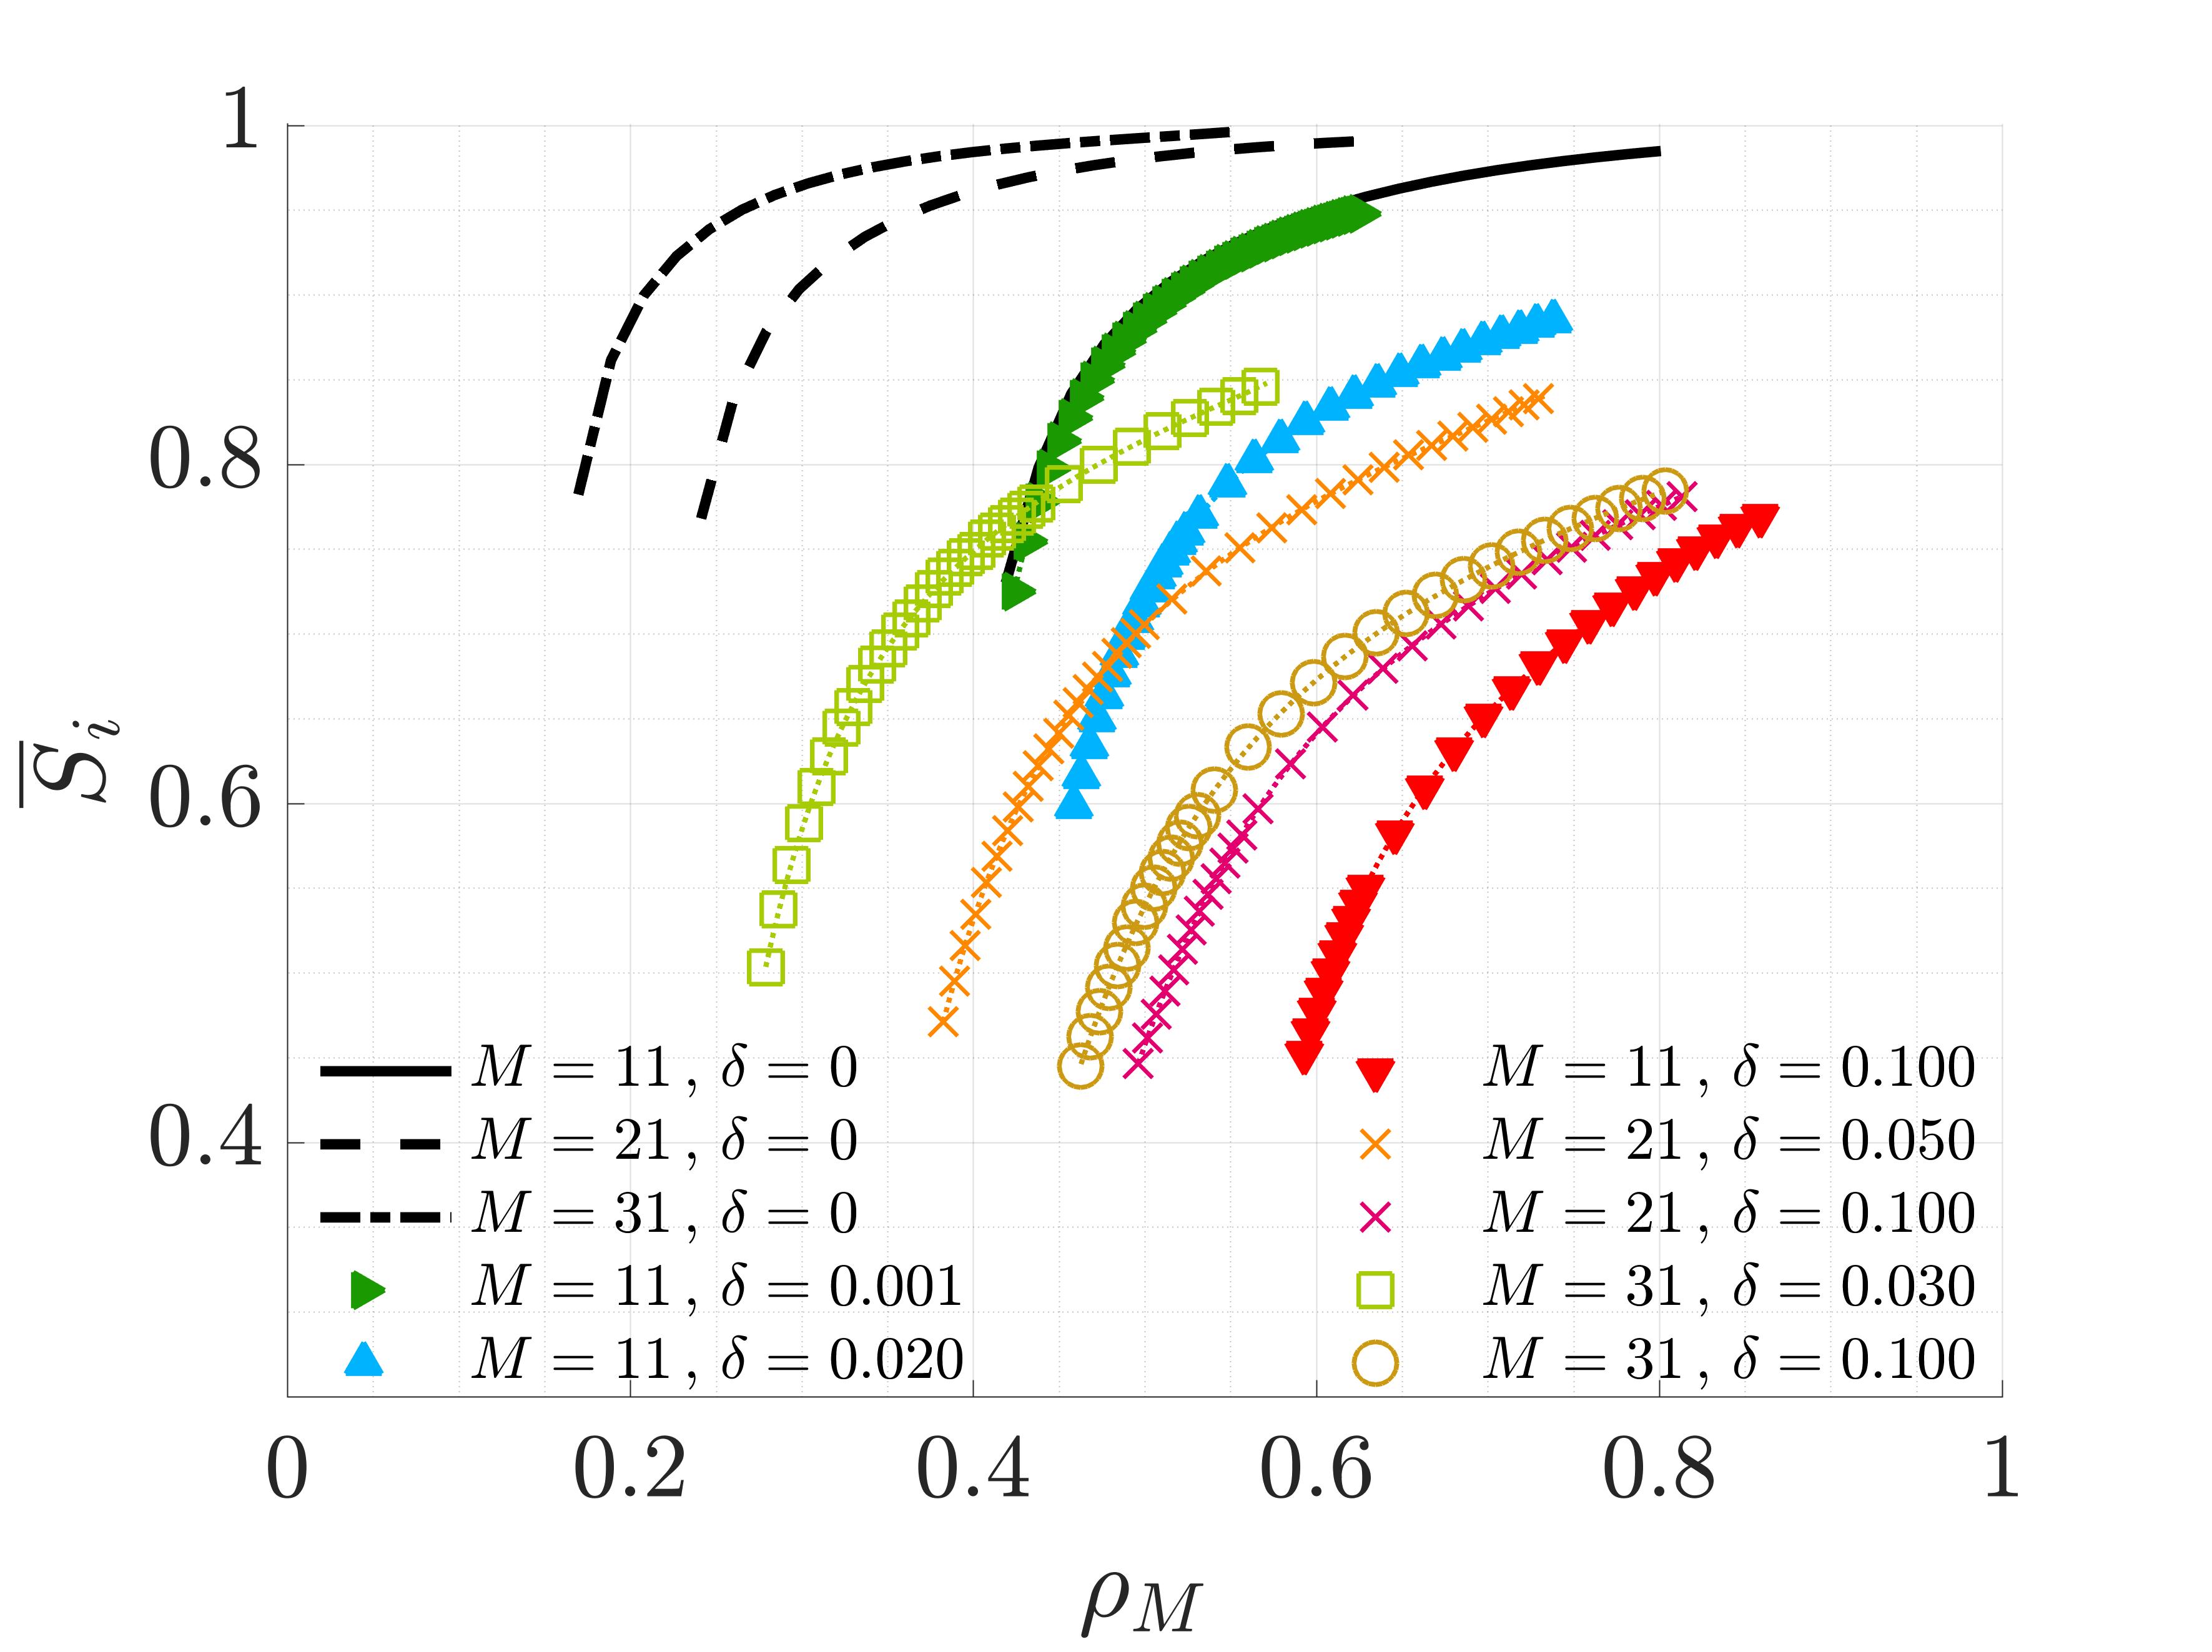 1
0.8
0.6
0.4
S̅ᵢ
M = 11 , δ = 0
M = 21 , δ = 0
M = 31 , δ = 0
M = 11 , δ = 0.001
M = 11 , δ = 0.020
M = 11 , δ = 0.100
M = 21 , δ = 0.050
M = 21 , δ = 0.100
M = 31 , δ = 0.030
M = 31 , δ = 0.100
0 0.2 0.4 0.6 0.8 1
ρ_M